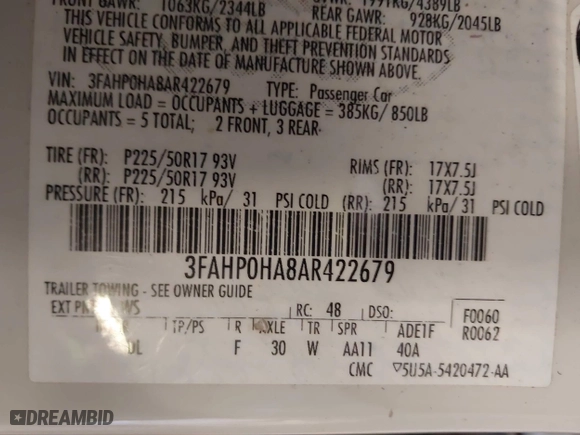 FRONT GAWR: 1063KG/2344LB 1991KG/4389LB
REAR GAWR: 928KG/2045LB
THIS VEHICLE CONFORMS TO ALL APPLICABLE FEDERAL MOTOR
VEHICLE SAFETY, BUMPER, AND THEFT PREVENTION STANDARDS
IN EFFECT ON THE DATE OF MANUFACTURE SHOWN ABOVE.
VIN: 3FAHP0HA8AR422679 TYPE: Passenger Car
MAXIMUM LOAD = OCCUPANTS + LUGGAGE = 385KG/ 850LB
OCCUPANTS = 5 TOTAL; 2 FRONT, 3 REAR
TIRE (FR): P225/50R17 93V RIMS (FR): 17X7.5J
(RR): P225/50R17 93V (RR): 17X7.5J
PRESSURE (FR): 215 kPa/ 31 PSI COLD (RR): 215 kPa/ 31 PSI COLD
3FAHP0HA8AR422679
TRAILER TOWING - SEE OWNER GUIDE
EXT RC: 48 DSO: F0060
TP/PS R AXLE TR SPR ADE1F R0062
F 30 W AA11 40A
CMC ▽5U5A-5420472-AA
DREAMBID